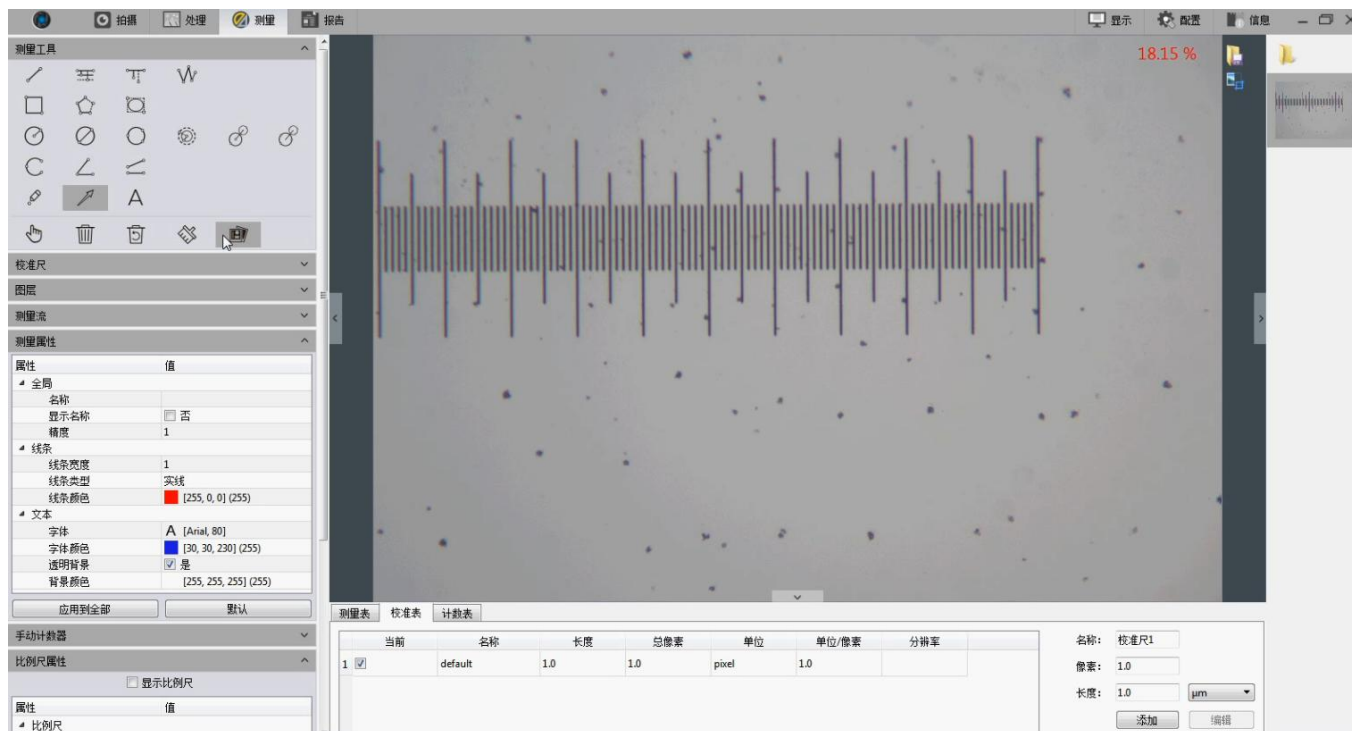 拍摄 处理 测量 报告 显示 配置 信息
测量工具
A
校准尺
图层
测量流
测量属性
属性 值
全局
名称
显示名称 否
精度 1
线条
线条宽度 1
线条类型 实线
线条颜色 [255, 0, 0] (255)
文本
字体 A [Arial, 80]
字体颜色 [30, 30, 230] (255)
透明背景 是
背景颜色 [255, 255, 255] (255)
应用到全部 默认
手动计数器
比例尺属性
显示比例尺
属性 值
比例尺
18.15 %
测量表 校准表 计数表
当前 名称 长度 总像素 单位 单位/像素 分辨率
1 default 1.0 1.0 pixel 1.0
名称: 校准尺1
像素: 1.0
长度: 1.0 μm
添加 编辑